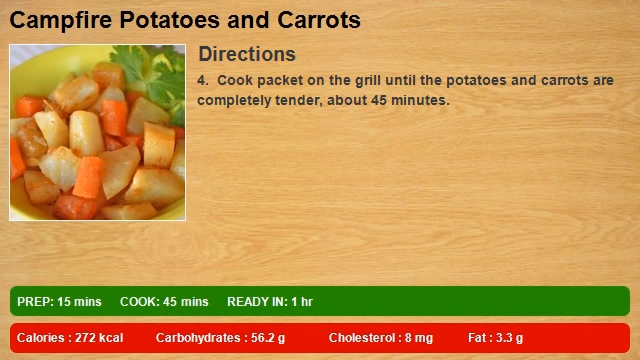 Campfire Potatoes and Carrots
Directions
4.  Cook packet on the grill until the potatoes and carrots are
completely tender, about 45 minutes.
PREP: 15 mins     COOK: 45 mins     READY IN: 1 hr
Calories : 272 kcal     Carbohydrates : 56.2 g     Cholesterol : 8 mg     Fat : 3.3 g